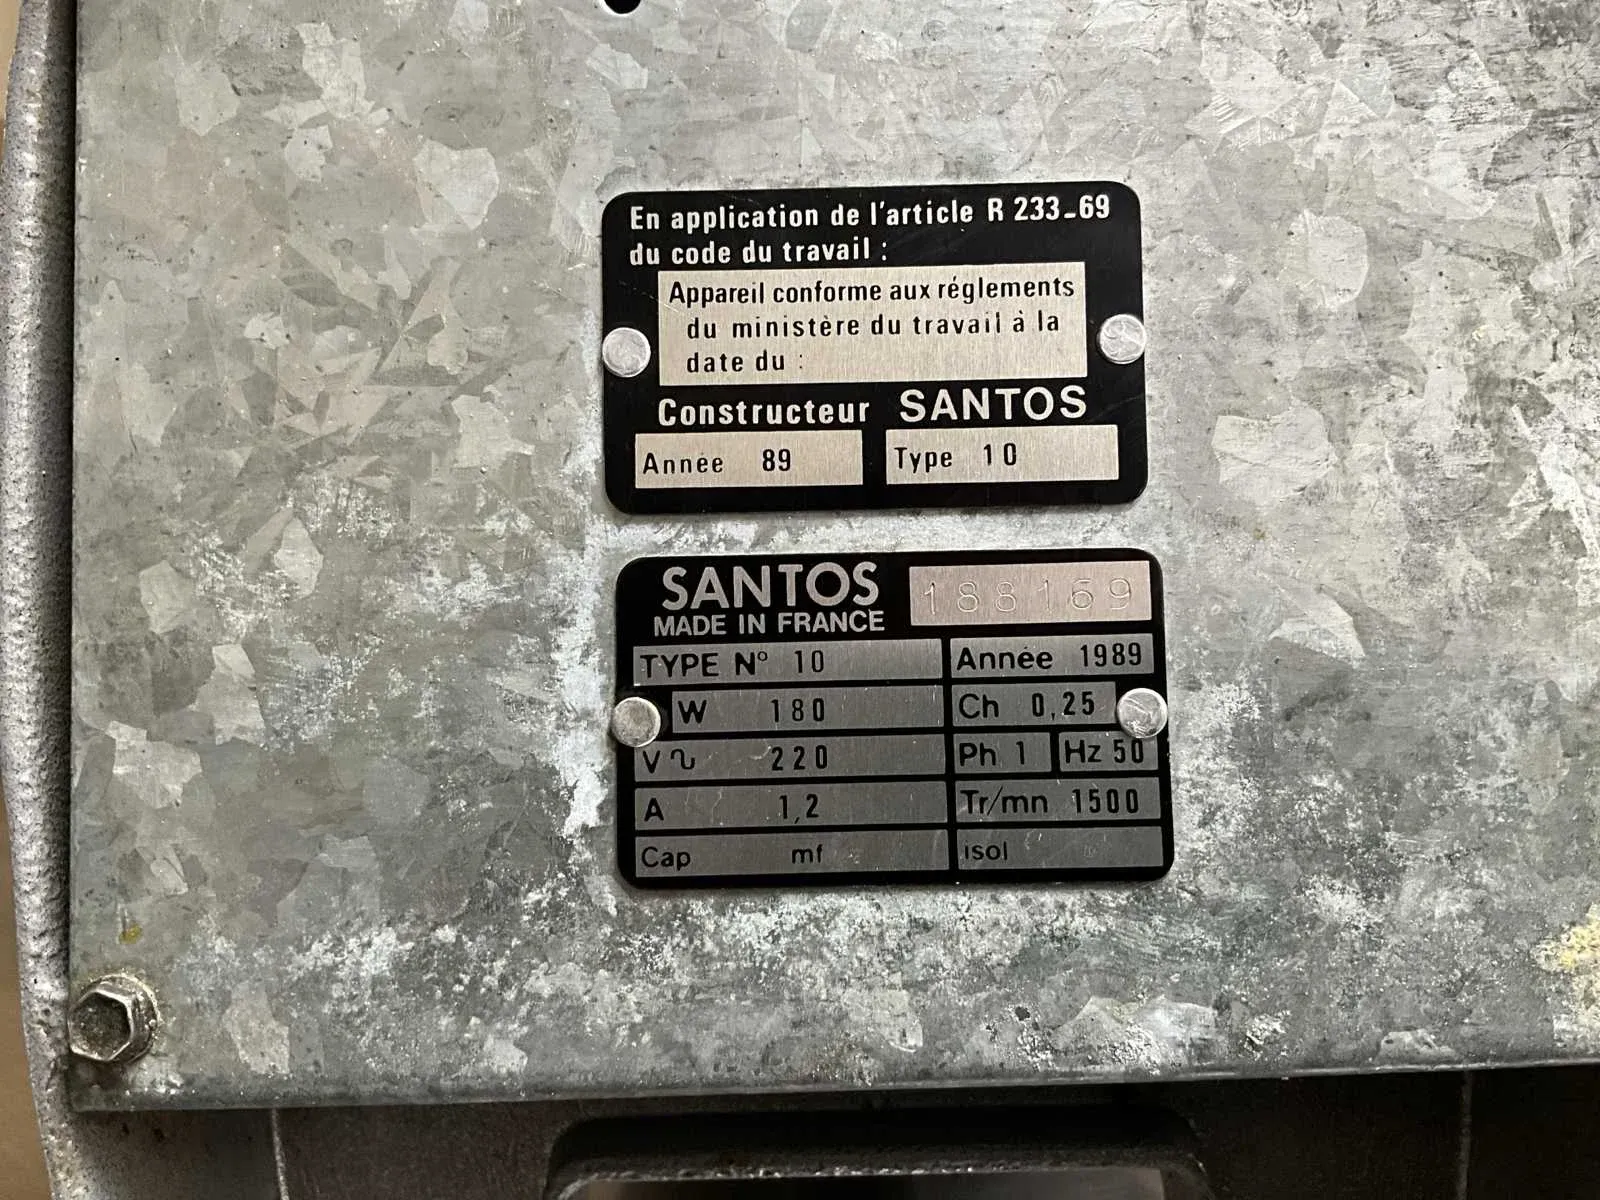 En application de l'article R 233-69
du code du travail :
Appareil conforme aux réglements
du ministère du travail à la
date du :
Constructeur SANTOS
Année 89 Type 10
SANTOS 188169
MADE IN FRANCE
TYPE Nº 10 Année 1989
W 180 Ch 0,25
V∿ 220 Ph 1 Hz 50
A 1,2 Tr/mn 1500
Cap mf isol